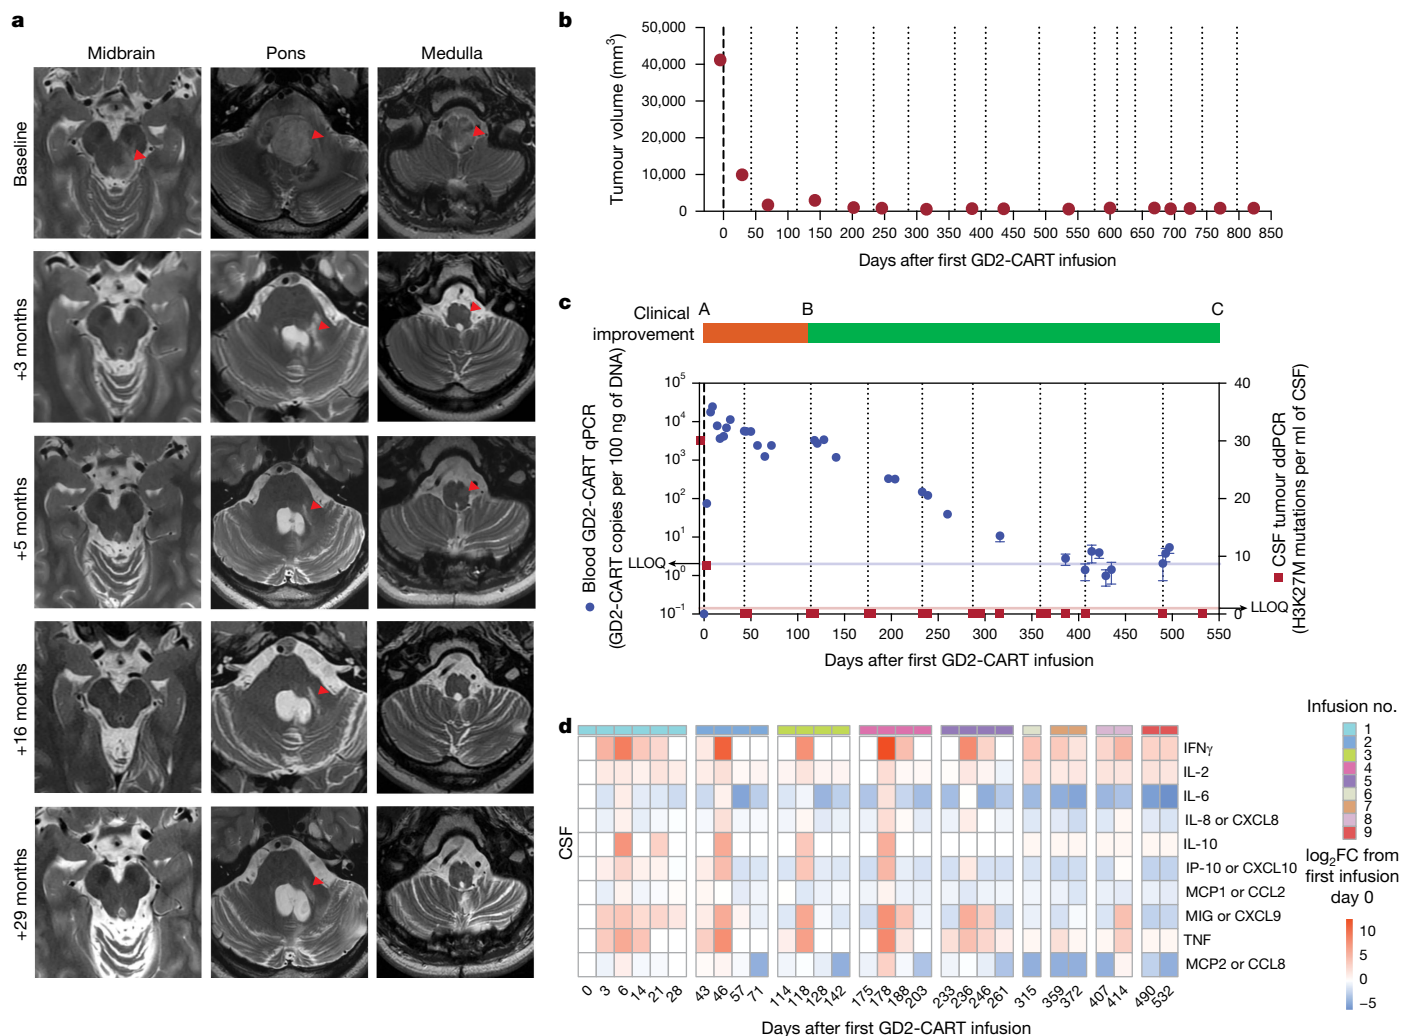 a
Midbrain
Pons
Medulla
Baseline
+3 months
+5 months
+16 months
+29 months
b
Tumour volume (mm³)
50,000
40,000
30,000
20,000
10,000
0
0 50 100 150 200 250 300 350 400 450 500 550 600 650 700 750 800 850
Days after first GD2-CART infusion
c
Clinical
improvement
A B C
Blood GD2-CART qPCR
(GD2-CART copies per 100 ng of DNA)
10⁵
10⁴
10³
10²
10¹
10⁰
10⁻¹
LLOQ
40
30
20
10
0
LLOQ
CSF tumour ddPCR
(H3K27M mutations per ml of CSF)
0 50 100 150 200 250 300 350 400 450 500 550
Days after first GD2-CART infusion
d
CSF
IFNγ
IL-2
IL-6
IL-8 or CXCL8
IL-10
IP-10 or CXCL10
MCP1 or CCL2
MIG or CXCL9
TNF
MCP2 or CCL8
0 3 6 14 21 28 43 46 57 71 114 118 128 142 175 178 188 203 233 236 246 261 315 359 372 407 414 490 532
Days after first GD2-CART infusion
Infusion no.
1
2
3
4
5
6
7
8
9
log₂FC from
first infusion
day 0
10
5
0
−5